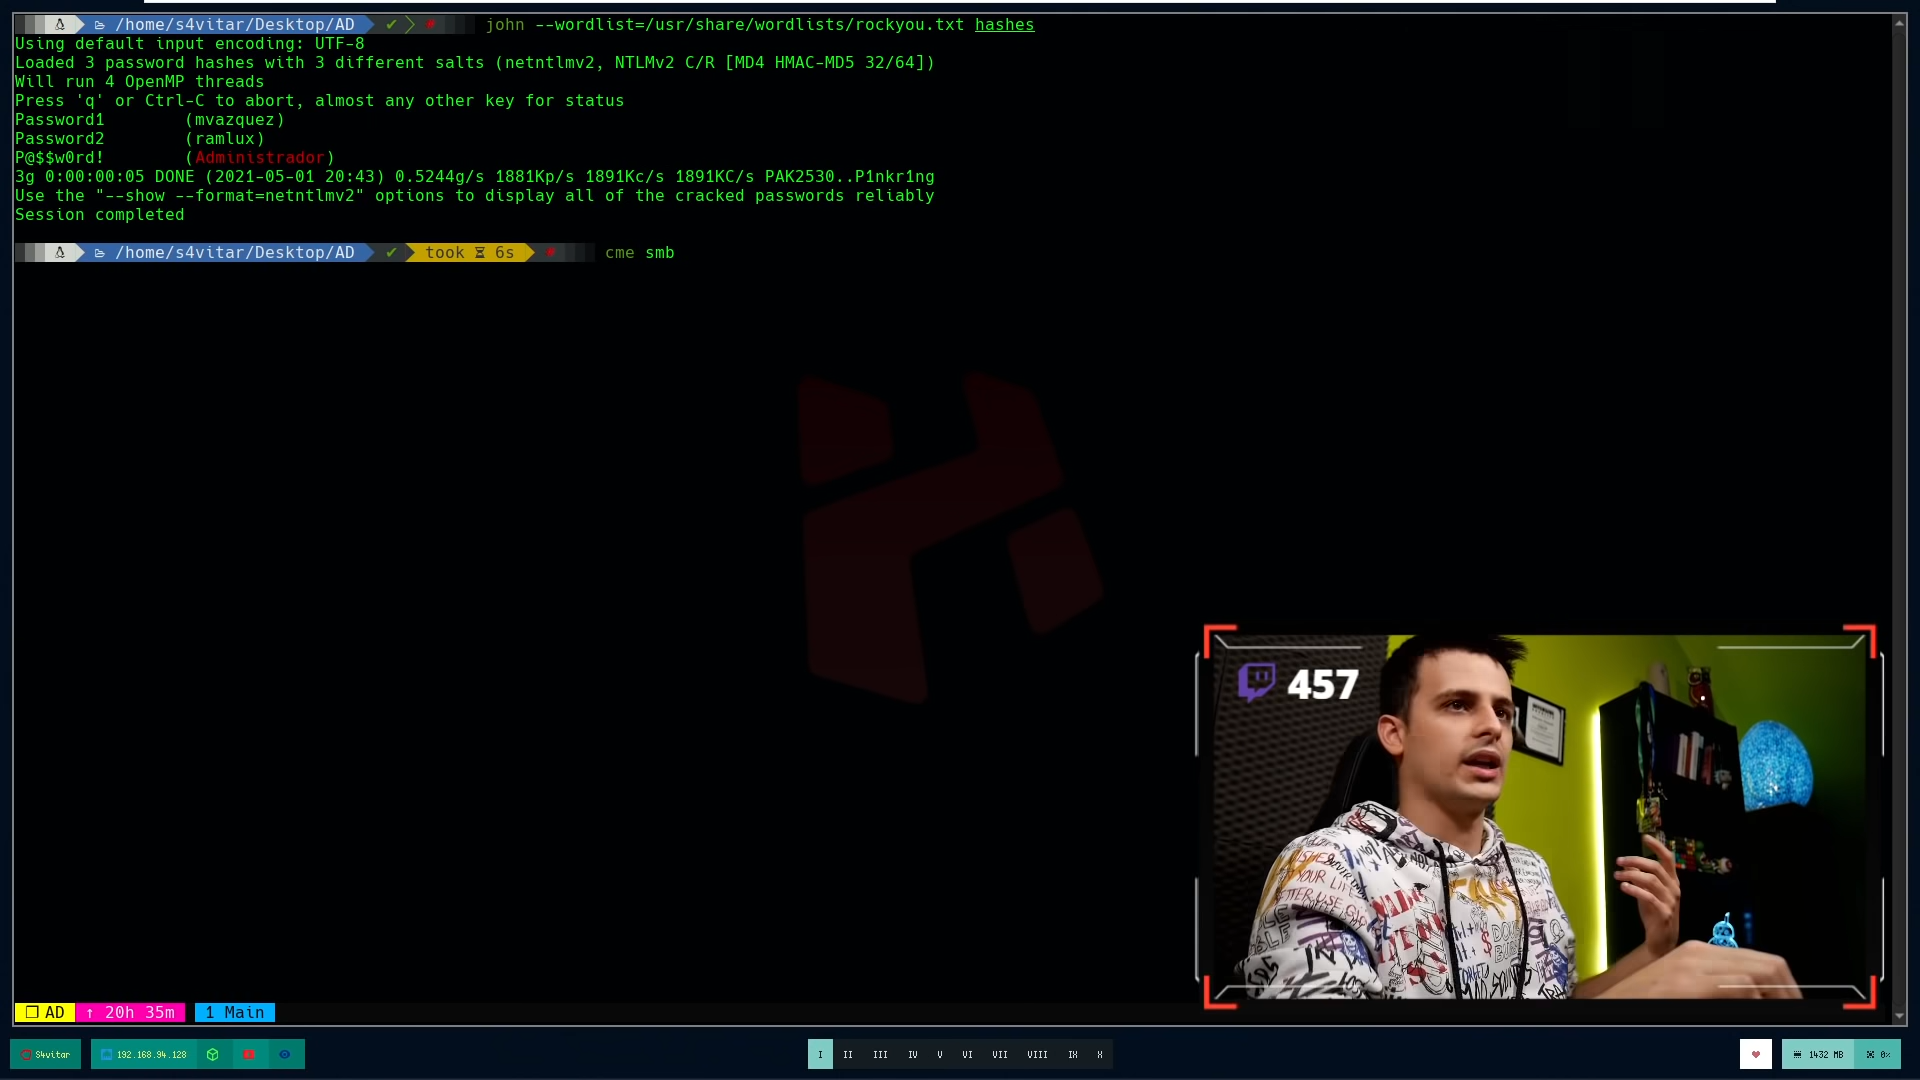 /home/s4vitar/Desktop/AD ✔ # john --wordlist=/usr/share/wordlists/rockyou.txt hashes
Using default input encoding: UTF-8
Loaded 3 password hashes with 3 different salts (netntlmv2, NTLMv2 C/R [MD4 HMAC-MD5 32/64])
Will run 4 OpenMP threads
Press 'q' or Ctrl-C to abort, almost any other key for status
Password1 (mvazquez)
Password2 (ramlux)
P@$$w0rd! (Administrador)
3g 0:00:00:05 DONE (2021-05-01 20:43) 0.5244g/s 1881Kp/s 1891Kc/s 1891KC/s PAK2530..P1nkr1ng
Use the "--show --format=netntlmv2" options to display all of the cracked passwords reliably
Session completed
/home/s4vitar/Desktop/AD ✔ took 6s # cme smb
457
AD ↑ 20h 35m 1 Main
S4vitar 192.168.94.128 I II III IV V VI VII VIII IX X 1432 MB 0%